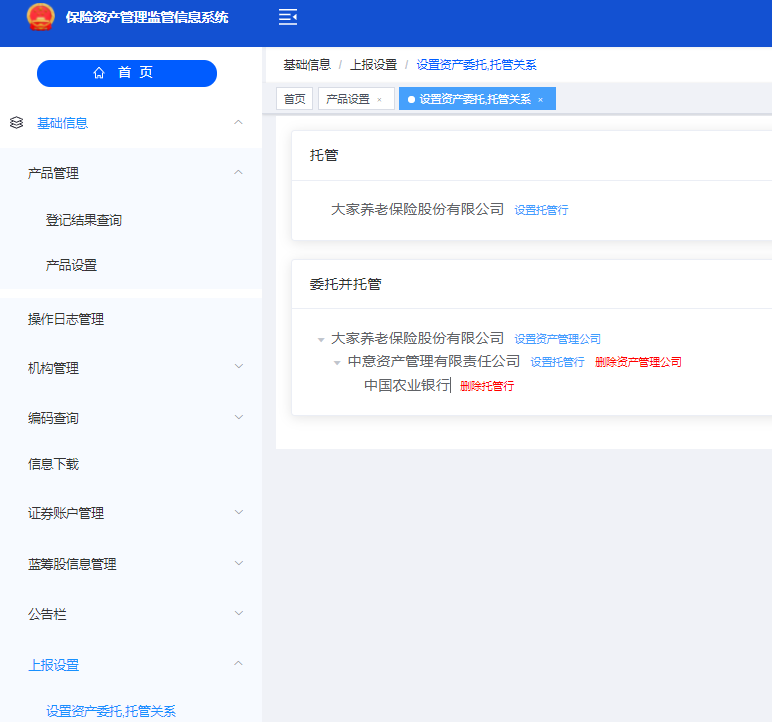 保险资产管理监管信息系统
首 页
基础信息
产品管理
登记结果查询
产品设置
操作日志管理
机构管理
编码查询
信息下载
证券账户管理
蓝筹股信息管理
公告栏
上报设置
设置资产委托,托管关系
基础信息 / 上报设置 / 设置资产委托,托管关系
首页 产品设置 × 设置资产委托,托管关系 ×
托管
大家养老保险股份有限公司 设置托管行
委托并托管
大家养老保险股份有限公司 设置资产管理公司
中意资产管理有限责任公司 设置托管行 删除资产管理公司
中国农业银行 删除托管行